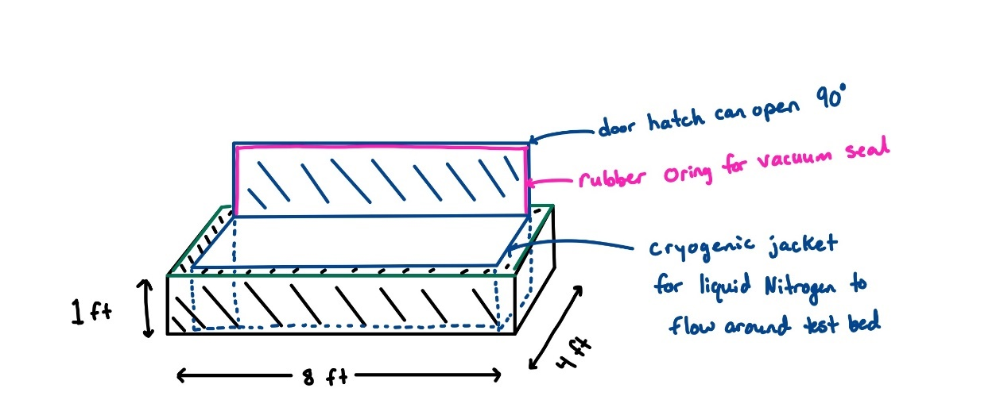 door hatch can open 90°
rubber oring for vacuum seal
cryogenic jacket
for liquid Nitrogen to
flow around test bed
1 ft
8 ft
4 ft